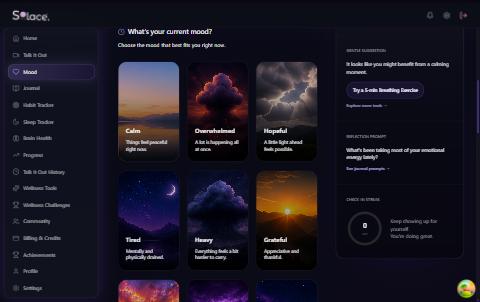 Solace.
Home
Talk It Out
Mood
Journal
Habit Tracker
Sleep Tracker
Brain Health
Progress
Talk It Out History
Wellness Tools
Wellness Challenges
Community
Billing & Credits
Achievements
Profile
Settings
What's your current mood?
Choose the mood that best fits you right now.
Calm
Things feel peaceful
right now.
Overwhelmed
A lot is happening all
at once.
Hopeful
A little light ahead
feels possible.
Tired
Mentally and
physically drained.
Heavy
Everything feels a bit
harder to carry.
Grateful
Appreciative and
thankful.
GENTLE SUGGESTION
It looks like you might benefit from a calming
moment.
Try a 5-min Breathing Exercise
Explore more tools →
REFLECTION PROMPT
What's been taking most of your emotional
energy lately?
See journal prompts →
CHECK IN STREAK
0
Keep showing up for
yourself.
You're doing great.